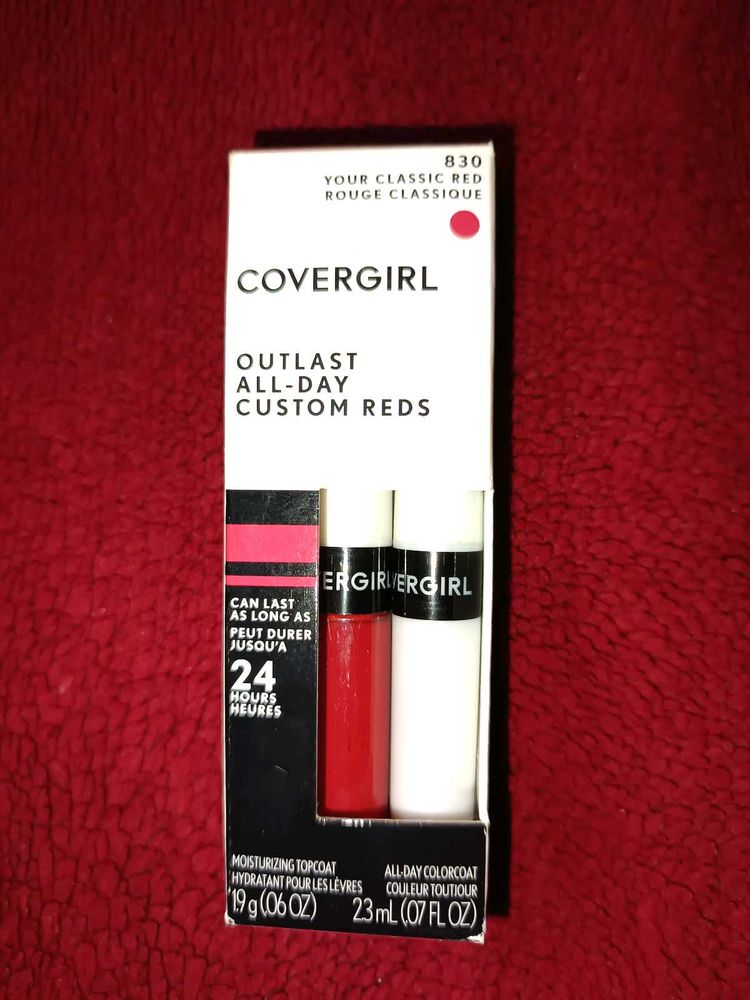 830
YOUR CLASSIC RED
ROUGE CLASSIQUE
COVERGIRL
OUTLAST
ALL-DAY
CUSTOM REDS
ERGIRL
VERGIRL
CAN LAST
AS LONG AS
PEUT DURER
JUSQU'A
24
HOURS
HEURES
MOISTURIZING TOPCOAT
HYDRATANT POUR LES LÈVRES
1.9 g (.06 OZ)
ALL-DAY COLORCOAT
COULEUR TOUTIOUR
2.3 mL (.07 FL OZ)